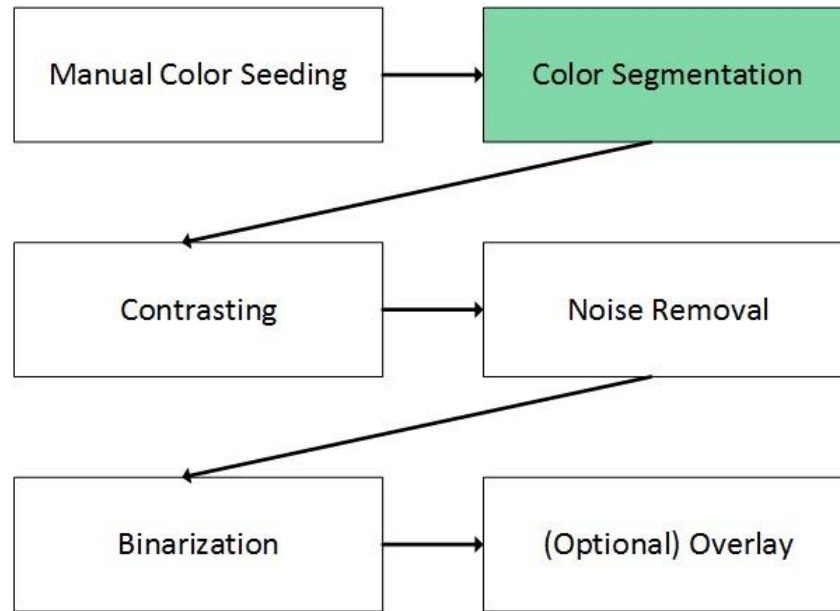 Manual Color Seeding
Color Segmentation
Contrasting
Noise Removal
Binarization
(Optional) Overlay